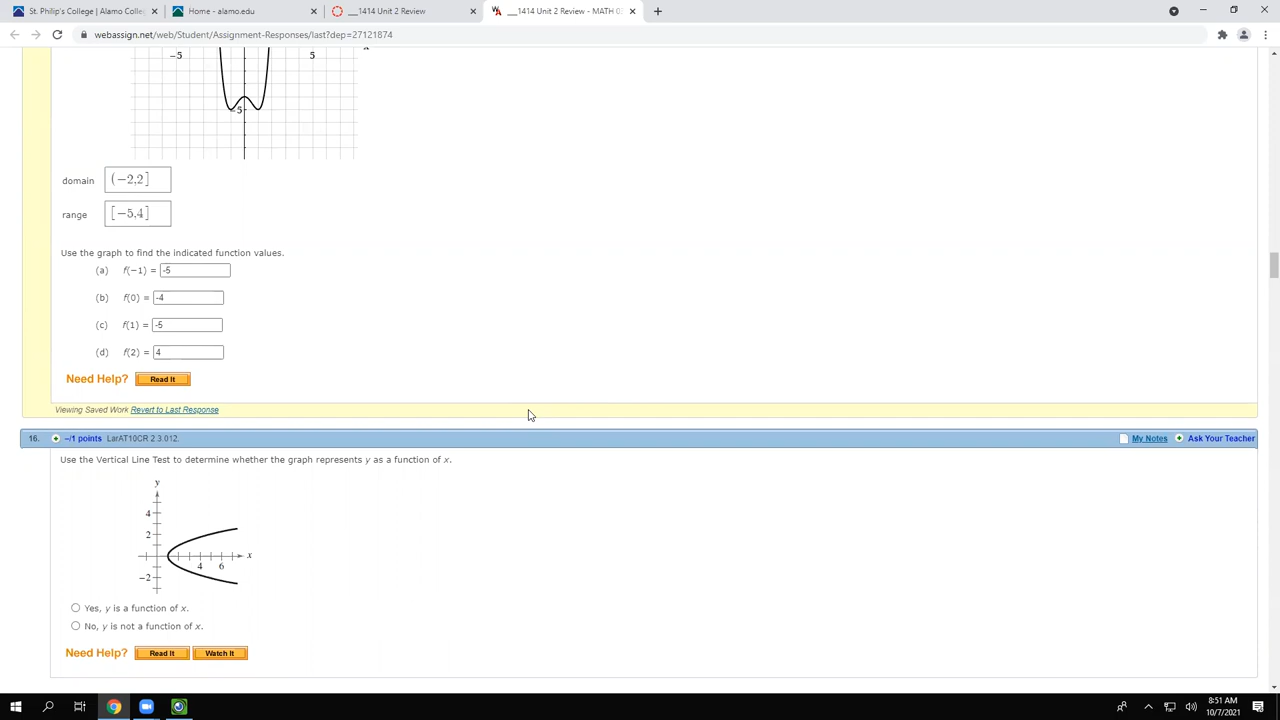 St. Philip's College | Alamo Colle
Home - alamo.edu
__1414 Unit 2 Review
__1414 Unit 2 Review - MATH 0
webassign.net/web/Student/Assignment-Responses/last?dep=27121874
−5
5
x
−5
domain (−2,2]
range [−5,4]
Use the graph to find the indicated function values.
(a) f(−1) = -5
(b) f(0) = -4
(c) f(1) = -5
(d) f(2) = 4
Need Help? Read It
Viewing Saved Work Revert to Last Response
16. –/1 points LarAT10CR 2.3.012. My Notes Ask Your Teacher
Use the Vertical Line Test to determine whether the graph represents y as a function of x.
y
4
2
x
4 6
−2
Yes, y is a function of x.
No, y is not a function of x.
Need Help? Read It Watch It
8:51 AM
10/7/2021